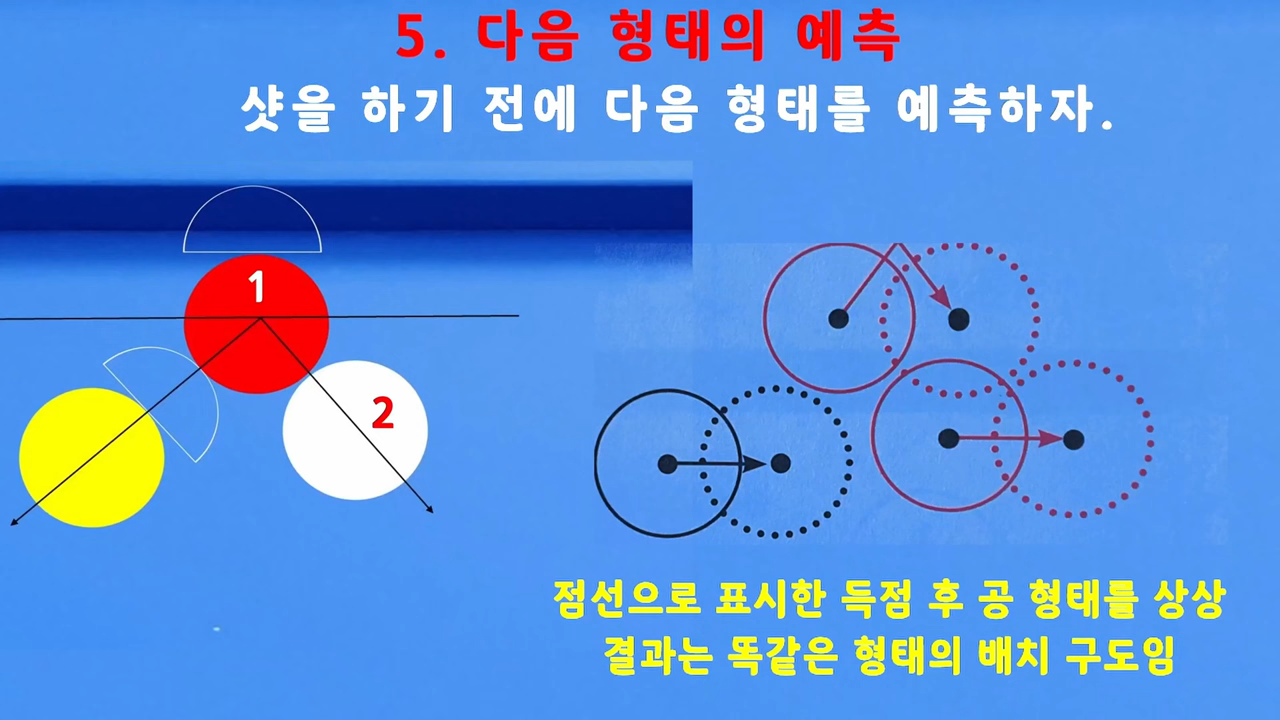 5. 다음 형태의 예측
샷을 하기 전에 다음 형태를 예측하자.
1
2
점선으로 표시한 득점 후 공 형태를 상상
결과는 똑같은 형태의 배치 구도임